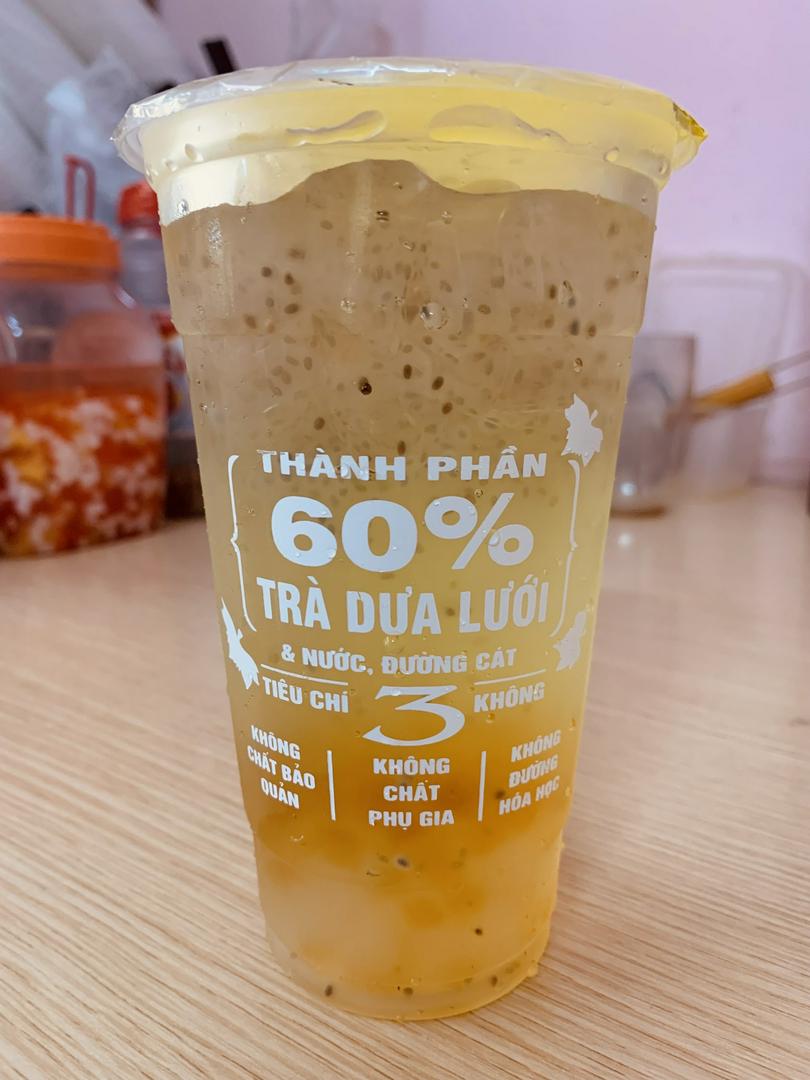 THÀNH PHẦN
60%
TRÀ DƯA LƯỚI
& NƯỚC, ĐƯỜNG CÁT
TIÊU CHÍ 3 KHÔNG
KHÔNG
CHẤT BẢO
QUẢN
KHÔNG
CHẤT
PHỤ GIA
KHÔNG
ĐƯỜNG
HÓA HỌC